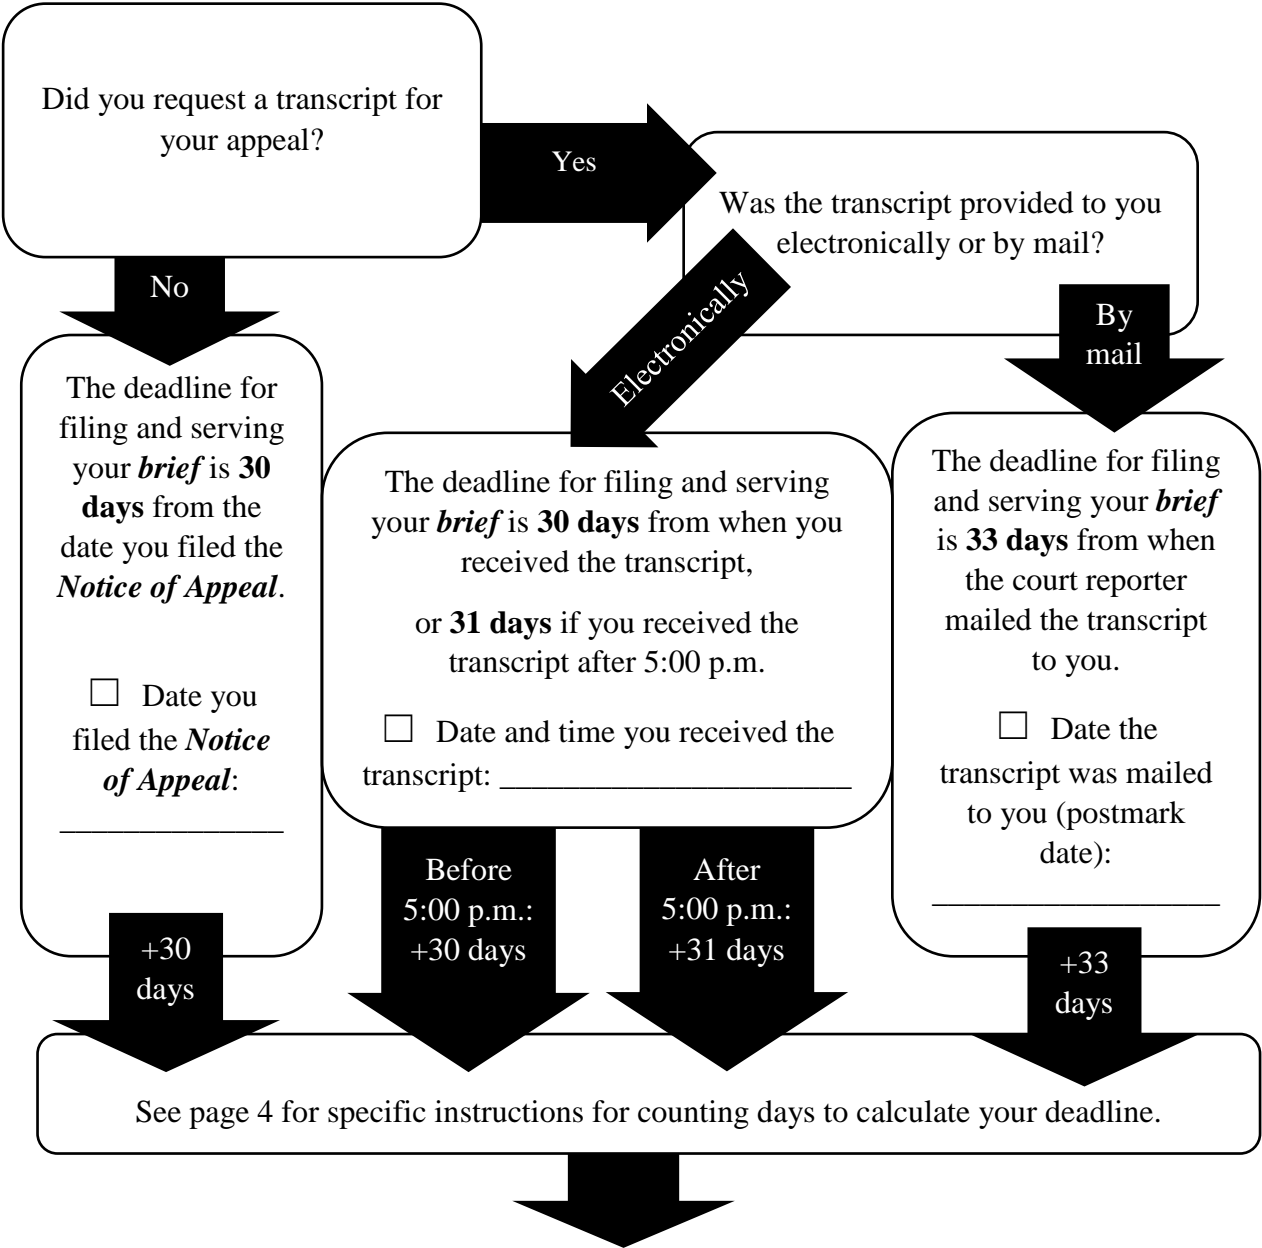 Did you request a transcript for
your appeal?
Yes
Was the transcript provided to you
electronically or by mail?
No
Electronically
By
mail
The deadline for
filing and serving
your brief is 30
days from the
date you filed the
Notice of Appeal.
☐ Date you
filed the Notice
of Appeal:
______________
The deadline for filing and serving
your brief is 30 days from when you
received the transcript,
or 31 days if you received the
transcript after 5:00 p.m.
☐ Date and time you received the
transcript: ______________________
The deadline for filing
and serving your brief
is 33 days from when
the court reporter
mailed the transcript
to you.
☐ Date the
transcript was mailed
to you (postmark
date):
__________________
+30
days
Before
5:00 p.m.:
+30 days
After
5:00 p.m.:
+31 days
+33
days
See page 4 for specific instructions for counting days to calculate your deadline.